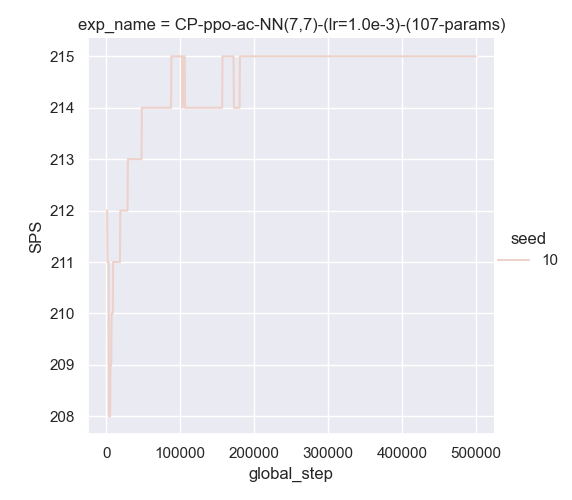 exp_name = CP-ppo-ac-NN(7,7)-(lr=1.0e-3)-(107-params)
215
214
213
212
211
210
209
208
SPS
seed
10
0 100000 200000 300000 400000 500000
global_step